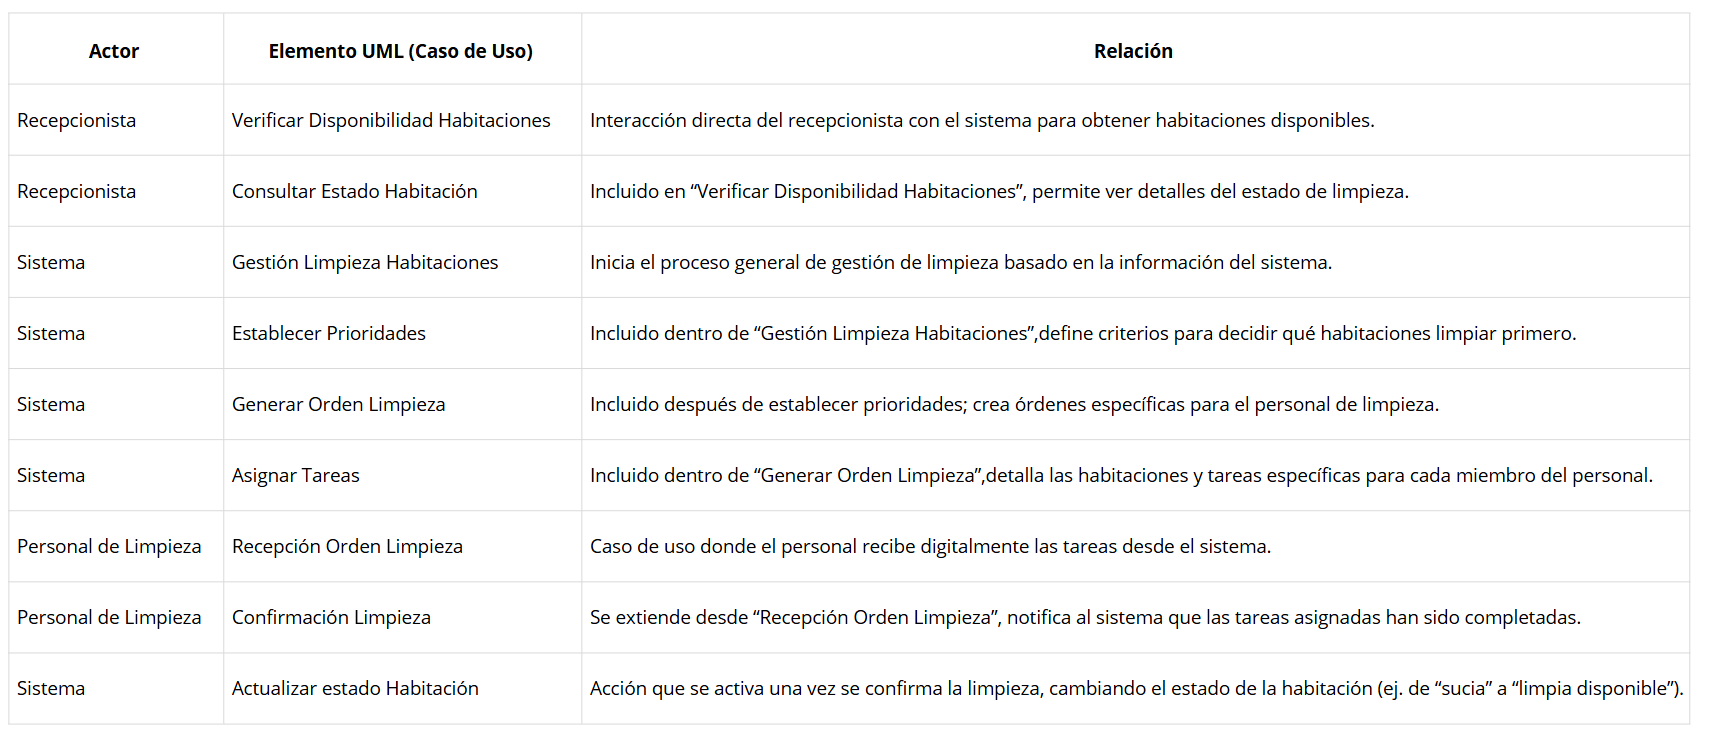 Actor Elemento UML (Caso de Uso) Relación
Recepcionista Verificar Disponibilidad Habitaciones Interacción directa del recepcionista con el sistema para obtener habitaciones disponibles.
Recepcionista Consultar Estado Habitación Incluido en “Verificar Disponibilidad Habitaciones”, permite ver detalles del estado de limpieza.
Sistema Gestión Limpieza Habitaciones Inicia el proceso general de gestión de limpieza basado en la información del sistema.
Sistema Establecer Prioridades Incluido dentro de “Gestión Limpieza Habitaciones”,define criterios para decidir qué habitaciones limpiar primero.
Sistema Generar Orden Limpieza Incluido después de establecer prioridades; crea órdenes específicas para el personal de limpieza.
Sistema Asignar Tareas Incluido dentro de “Generar Orden Limpieza”,detalla las habitaciones y tareas específicas para cada miembro del personal.
Personal de Limpieza Recepción Orden Limpieza Caso de uso donde el personal recibe digitalmente las tareas desde el sistema.
Personal de Limpieza Confirmación Limpieza Se extiende desde “Recepción Orden Limpieza”, notifica al sistema que las tareas asignadas han sido completadas.
Sistema Actualizar estado Habitación Acción que se activa una vez se confirma la limpieza, cambiando el estado de la habitación (ej. de “sucia” a “limpia disponible”).